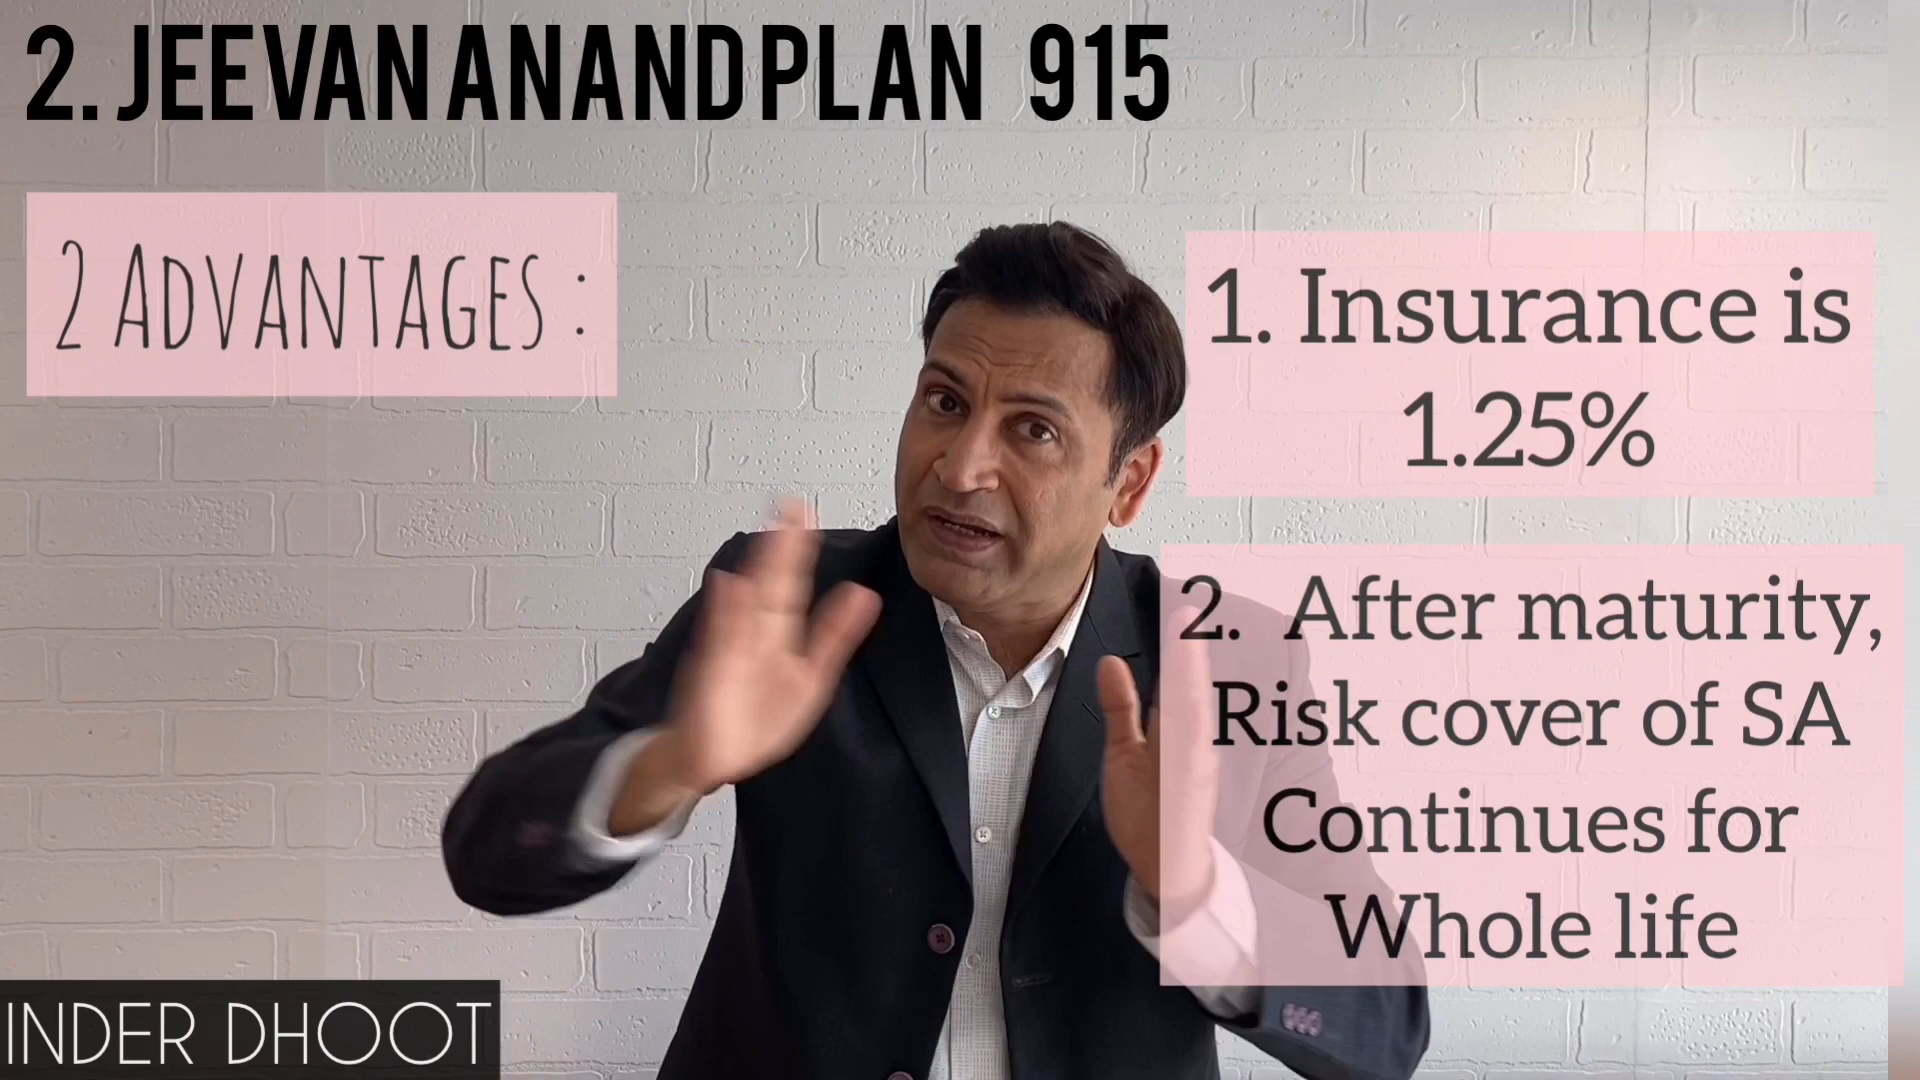 2. JEEVAN ANAND PLAN 915
2 ADVANTAGES :
1. Insurance is
1.25%
2. After maturity,
Risk cover of SA
Continues for
Whole life
INDER DHOOT